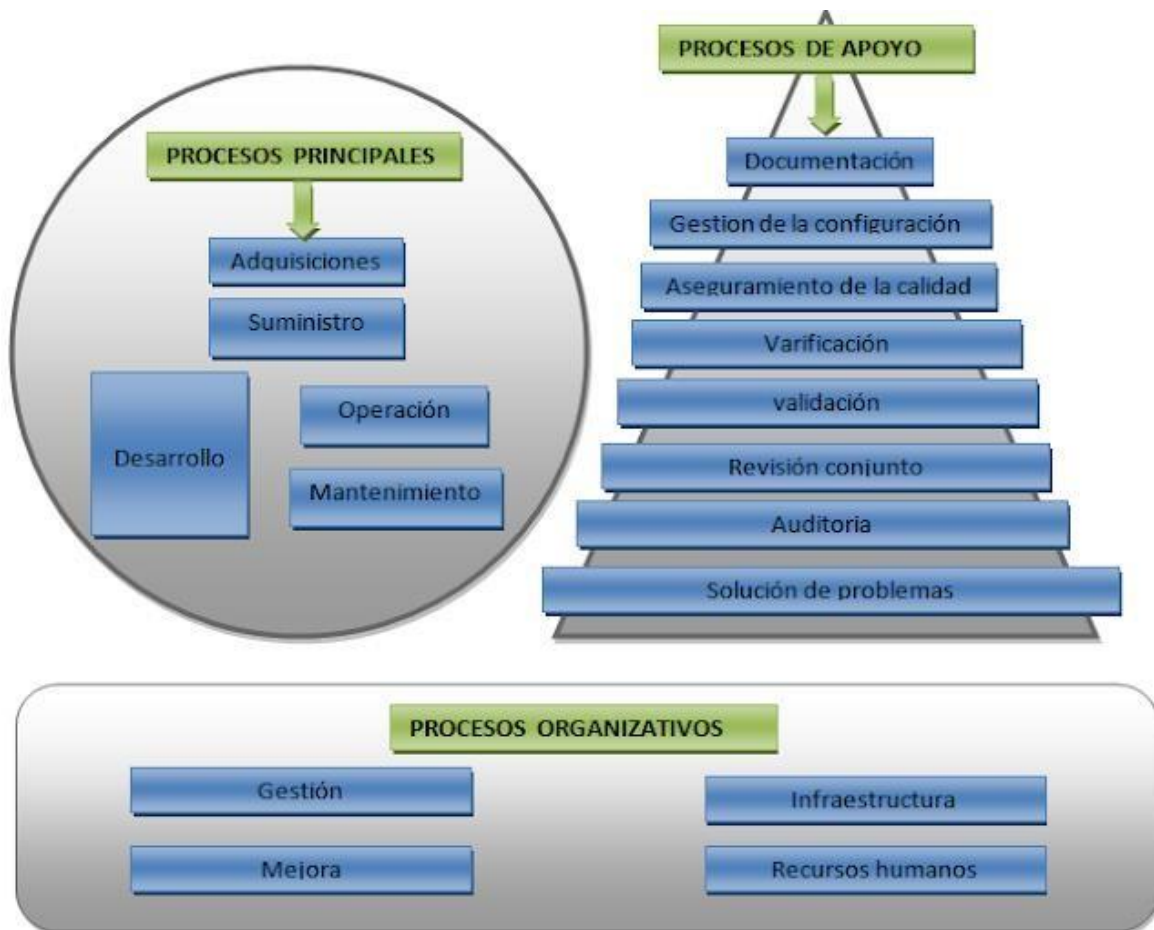 PROCESOS PRINCIPALES
Adquisiciones
Suministro
Desarrollo
Operación
Mantenimiento
PROCESOS DE APOYO
Documentación
Gestion de la configuración
Aseguramiento de la calidad
Varificación
validación
Revisión conjunto
Auditoria
Solución de problemas
PROCESOS ORGANIZATIVOS
Gestión
Infraestructura
Mejora
Recursos humanos